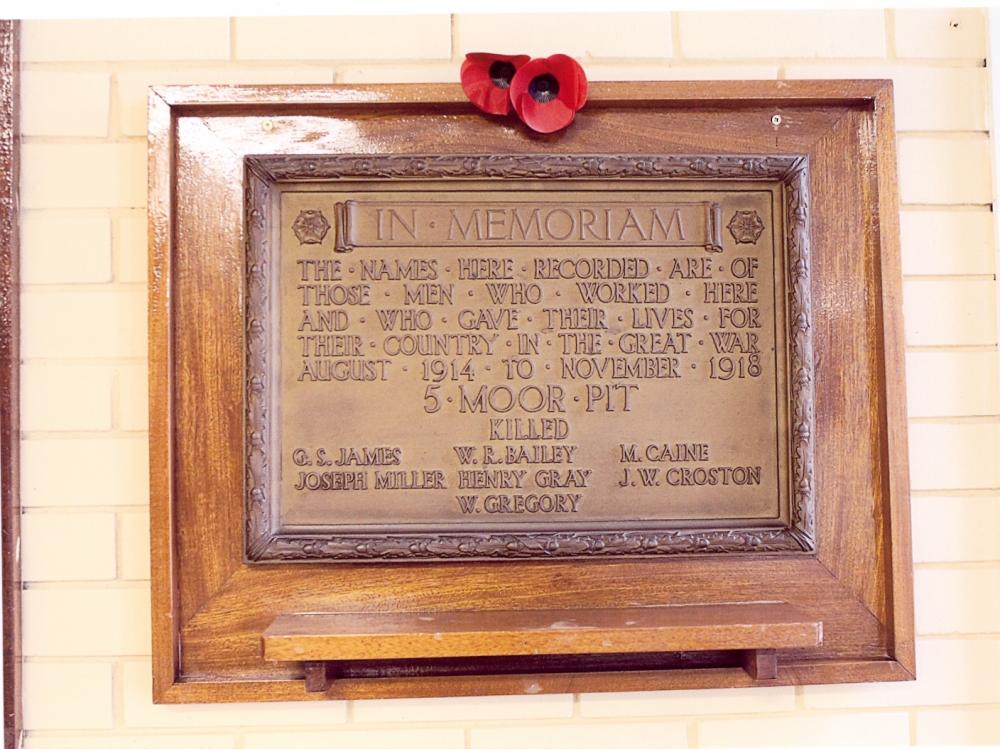 IN · MEMORIAM
THE · NAMES · HERE · RECORDED · ARE · OF
THOSE · MEN · WHO · WORKED · HERE
AND · WHO · GAVE · THEIR · LIVES · FOR
THEIR · COUNTRY · IN · THE · GREAT · WAR
AUGUST · 1914 · TO · NOVEMBER · 1918
5 · MOOR · PIT
KILLED
G. S. JAMES W. R. BAILEY M. CAINE
JOSEPH MILLER HENRY GRAY J. W. CROSTON
W. GREGORY